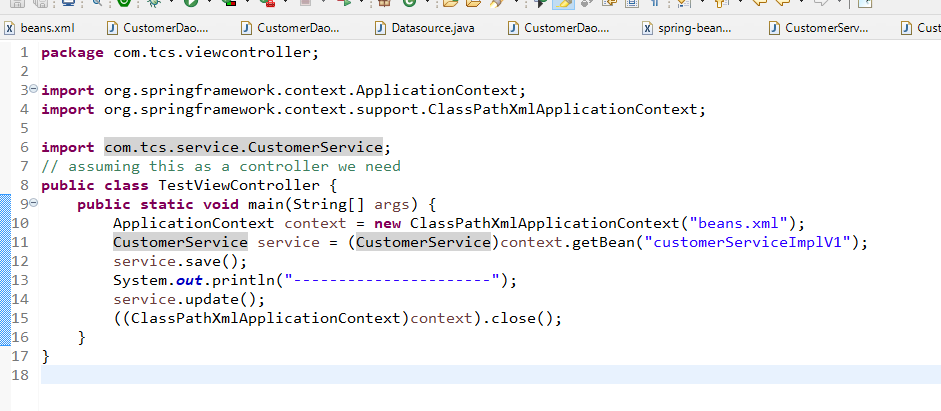 beans.xml CustomerDao.... CustomerDao... Datasource.java CustomerDao.... spring-bean... CustomerServ... Cust
1 package com.tcs.viewcontroller;
2
3 import org.springframework.context.ApplicationContext;
4 import org.springframework.context.support.ClassPathXmlApplicationContext;
5
6 import com.tcs.service.CustomerService;
7 // assuming this as a controller we need
8 public class TestViewController {
9 public static void main(String[] args) {
10 ApplicationContext context = new ClassPathXmlApplicationContext("beans.xml");
11 CustomerService service = (CustomerService)context.getBean("customerServiceImplV1");
12 service.save();
13 System.out.println("----------------------");
14 service.update();
15 ((ClassPathXmlApplicationContext)context).close();
16 }
17 }
18